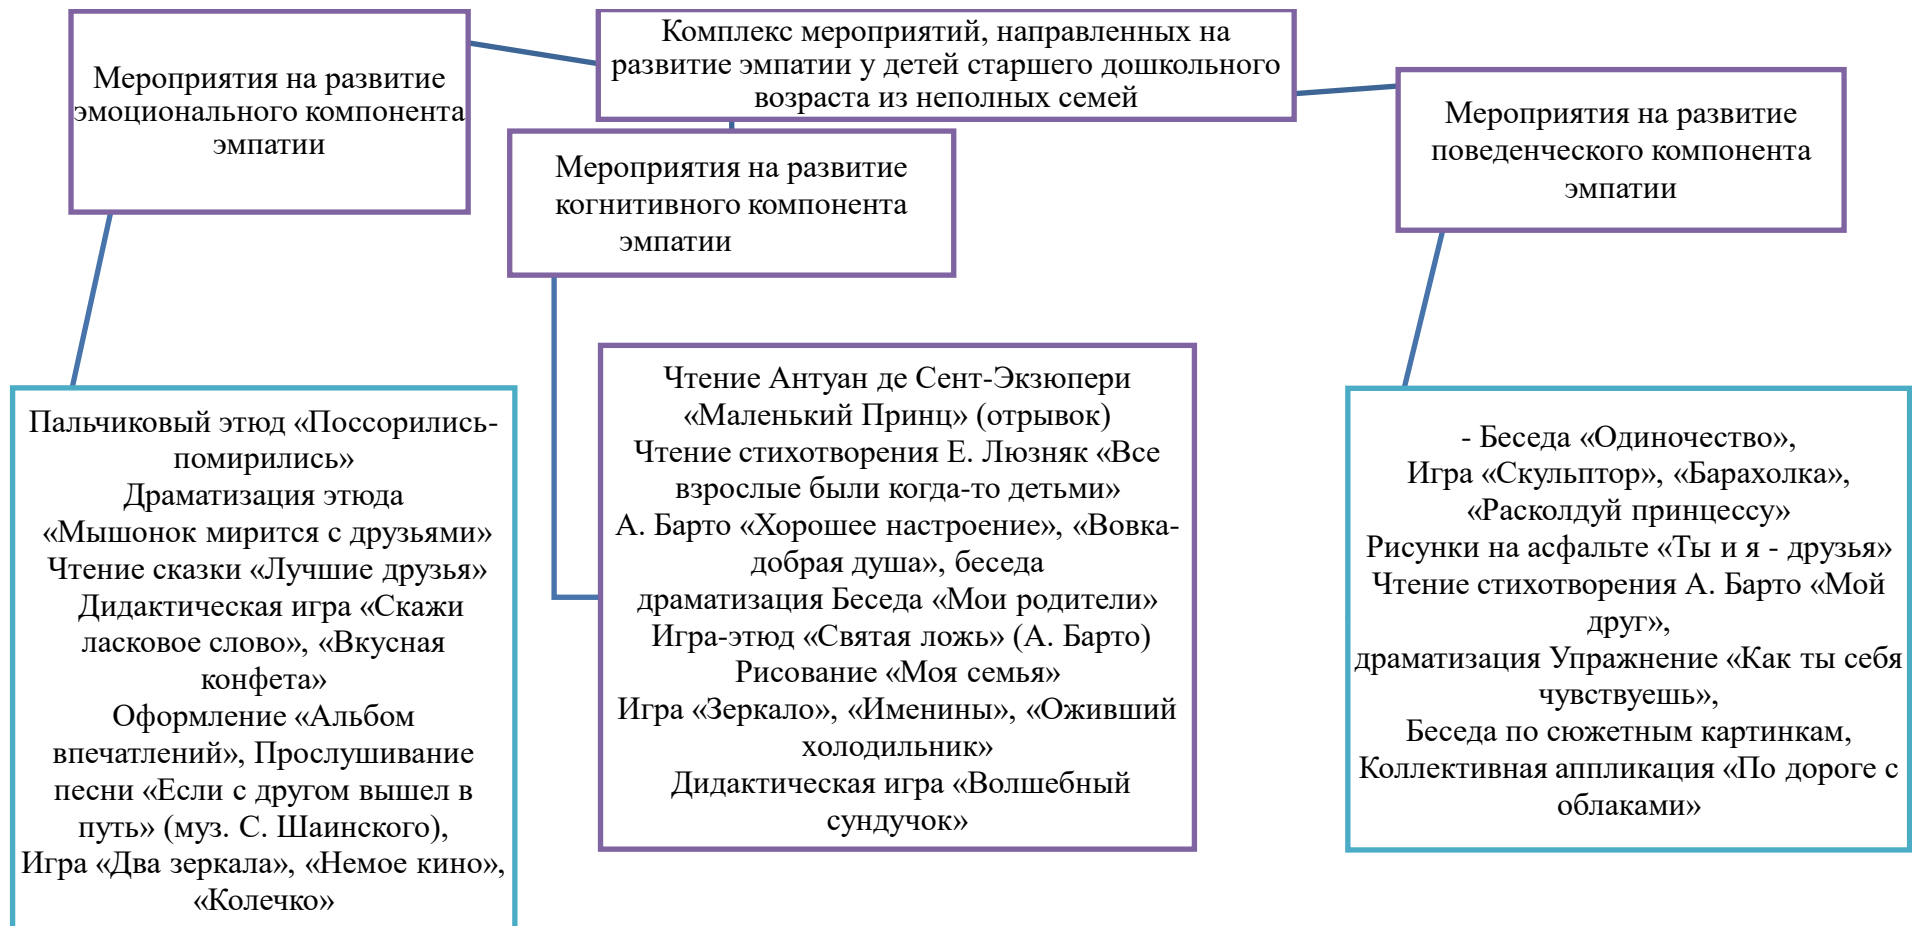 Комплекс мероприятий, направленных на
развитие эмпатии у детей старшего дошкольного
возраста из неполных семей
Мероприятия на развитие
эмоционального компонента
эмпатии
Мероприятия на развитие
когнитивного компонента
эмпатии
Мероприятия на развитие
поведенческого компонента
эмпатии
Пальчиковый этюд «Поссорились-
помирились»
Драматизация этюда
«Мышонок мирится с друзьями»
Чтение сказки «Лучшие друзья»
Дидактическая игра «Скажи
ласковое слово», «Вкусная
конфета»
Оформление «Альбом
впечатлений», Прослушивание
песни «Если с другом вышел в
путь» (муз. С. Шаинского),
Игра «Два зеркала», «Немое кино»,
«Колечко»
Чтение Антуан де Сент-Экзюпери
«Маленький Принц» (отрывок)
Чтение стихотворения Е. Люзняк «Все
взрослые были когда-то детьми»
А. Барто «Хорошее настроение», «Вовка-
добрая душа», беседа
драматизация Беседа «Мои родители»
Игра-этюд «Святая ложь» (А. Барто)
Рисование «Моя семья»
Игра «Зеркало», «Именины», «Оживший
холодильник»
Дидактическая игра «Волшебный
сундучок»
- Беседа «Одиночество»,
Игра «Скульптор», «Барахолка»,
«Расколдуй принцессу»
Рисунки на асфальте «Ты и я - друзья»
Чтение стихотворения А. Барто «Мой
друг»,
драматизация Упражнение «Как ты себя
чувствуешь»,
Беседа по сюжетным картинкам,
Коллективная аппликация «По дороге с
облаками»